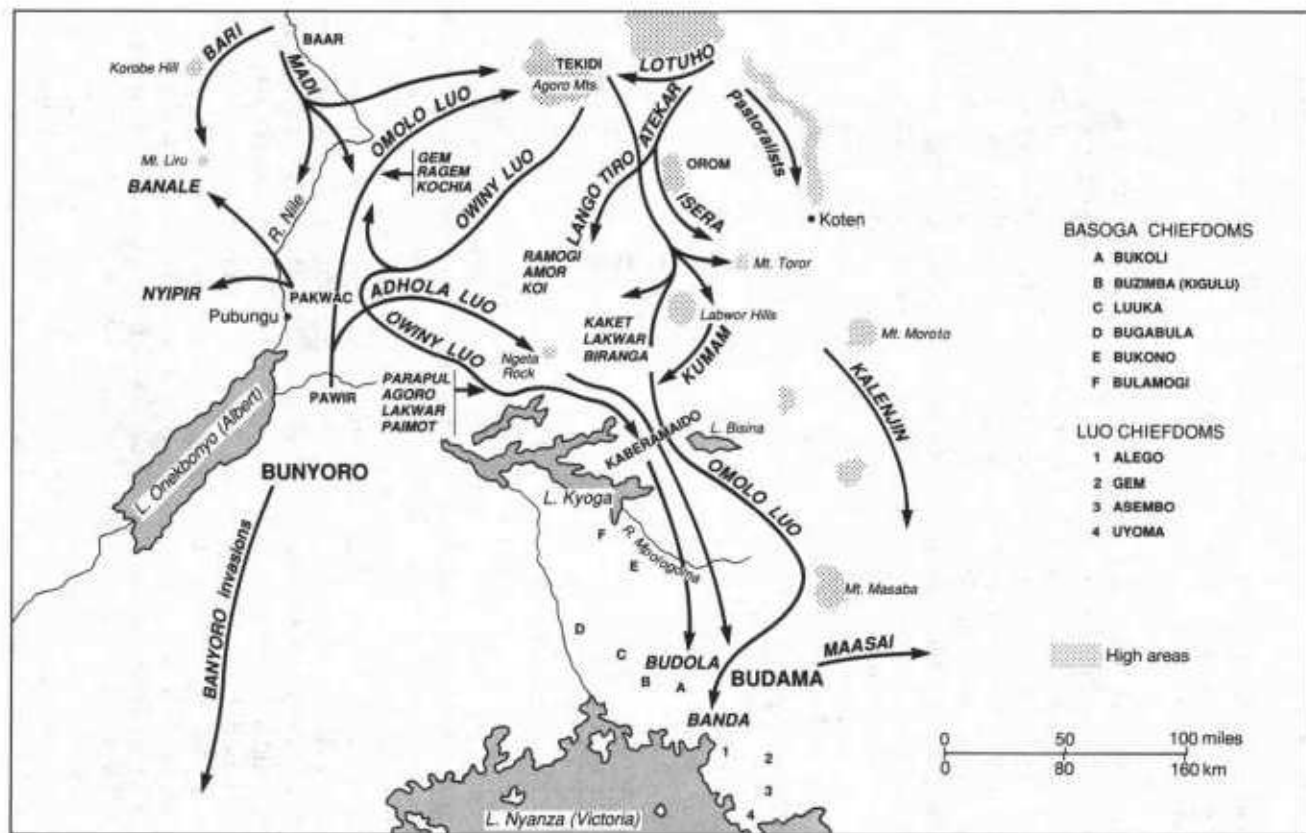 BARI
BAAR
Korobe Hill
MADI
TEKIDI
Agoro Mts.
LOTUHO
Pastoralists
OMOLO LUO
ATEKAR
Mt. Liru
BANALE
GEM
RAGEM
KOCHIA
OWINY LUO
LANGO TIRO
OROM
ISERA
Koten
R. Nile
RAMOGI
AMOR
KOI
Mt. Toror
NYIPIR
PAKWAC
Pubungu
ADHOLA LUO
OWINY LUO
Labwor Hills
KAKET
LAKWAR
BIRANGA
KUMAM
Mt. Moroto
Ngeta
Rock
KALENJIN
PAWIR
PARAPUL
AGORO
LAKWAR
PAIMOT
L. Onekbonyo (Albert)
KABERAMAIDO
L. Bisina
BUNYORO
L. Kyoga
OMOLO LUO
F
E
Mt. Masaba
BANYORO invasions
D
C
B
A
BUDOLA
BUDAMA
MAASAI
BANDA
1
2
3
4
L. Nyanza (Victoria)
BASOGA CHIEFDOMS
A BUKOLI
B BUZIMBA (KIGULU)
C LUUKA
D BUGABULA
E BUKONO
F BULAMOGI
LUO CHIEFDOMS
1 ALEGO
2 GEM
3 ASEMBO
4 UYOMA
High areas
0 50 100 miles
0 80 160 km